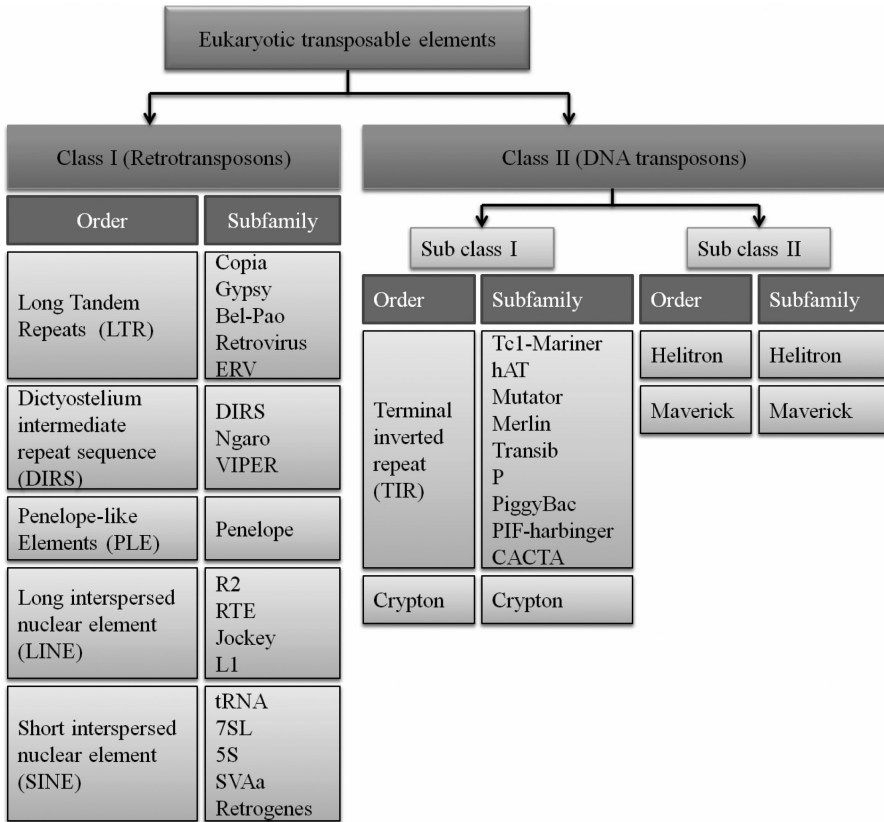 Eukaryotic transposable elements
Class I (Retrotransposons)
Order
Subfamily
Long Tandem
Repeats (LTR)
Copia
Gypsy
Bel-Pao
Retrovirus
ERV
Dictyostelium
intermediate
repeat sequence
(DIRS)
DIRS
Ngaro
VIPER
Penelope-like
Elements (PLE)
Penelope
Long interspersed
nuclear element
(LINE)
R2
RTE
Jockey
L1
Short interspersed
nuclear element
(SINE)
tRNA
7SL
5S
SVAa
Retrogenes
Class II (DNA transposons)
Sub class I
Order
Subfamily
Terminal
inverted
repeat
(TIR)
Tc1-Mariner
hAT
Mutator
Merlin
Transib
P
PiggyBac
PIF-harbinger
CACTA
Crypton
Crypton
Sub class II
Order
Subfamily
Helitron
Helitron
Maverick
Maverick